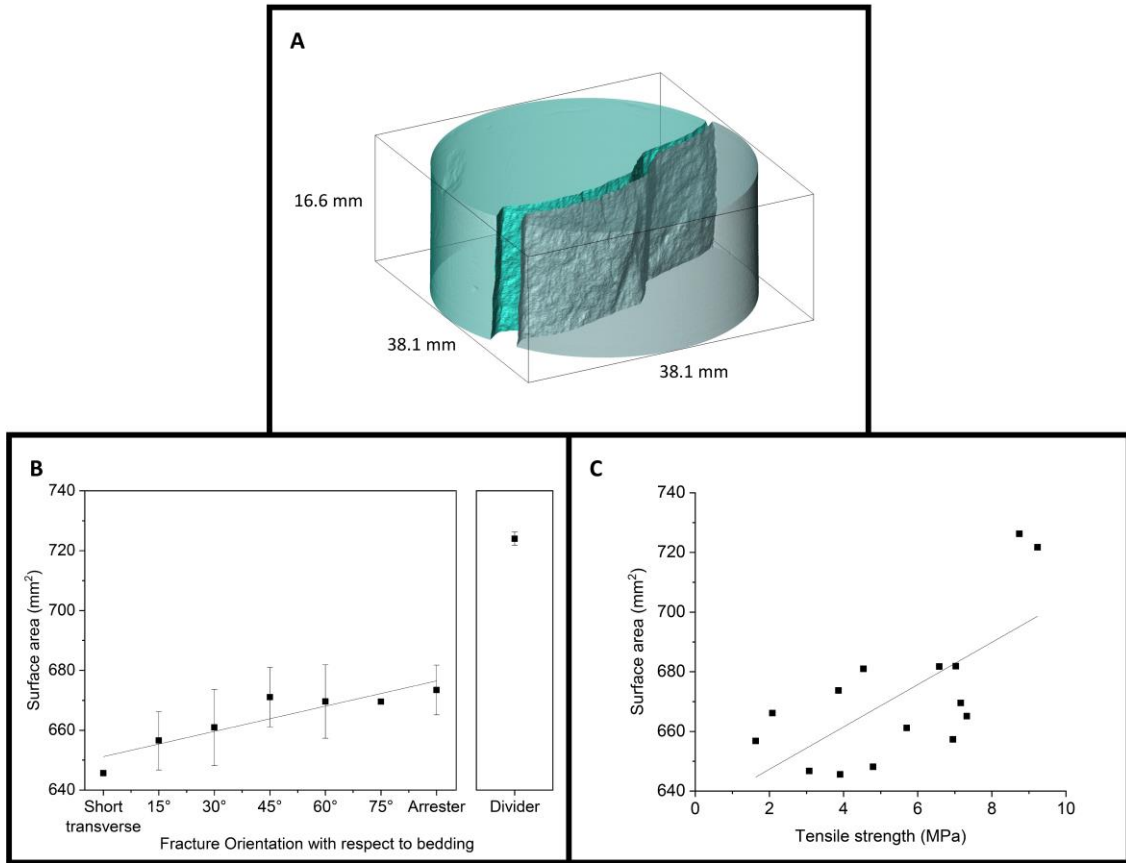 A
16.6 mm
38.1 mm
38.1 mm
B
740
720
700
680
660
640
Surface area (mm²)
Short transverse
15°
30°
45°
60°
75°
Arrester
Divider
Fracture Orientation with respect to bedding
C
740
720
700
680
660
640
Surface area (mm²)
0
2
4
6
8
10
Tensile strength (MPa)